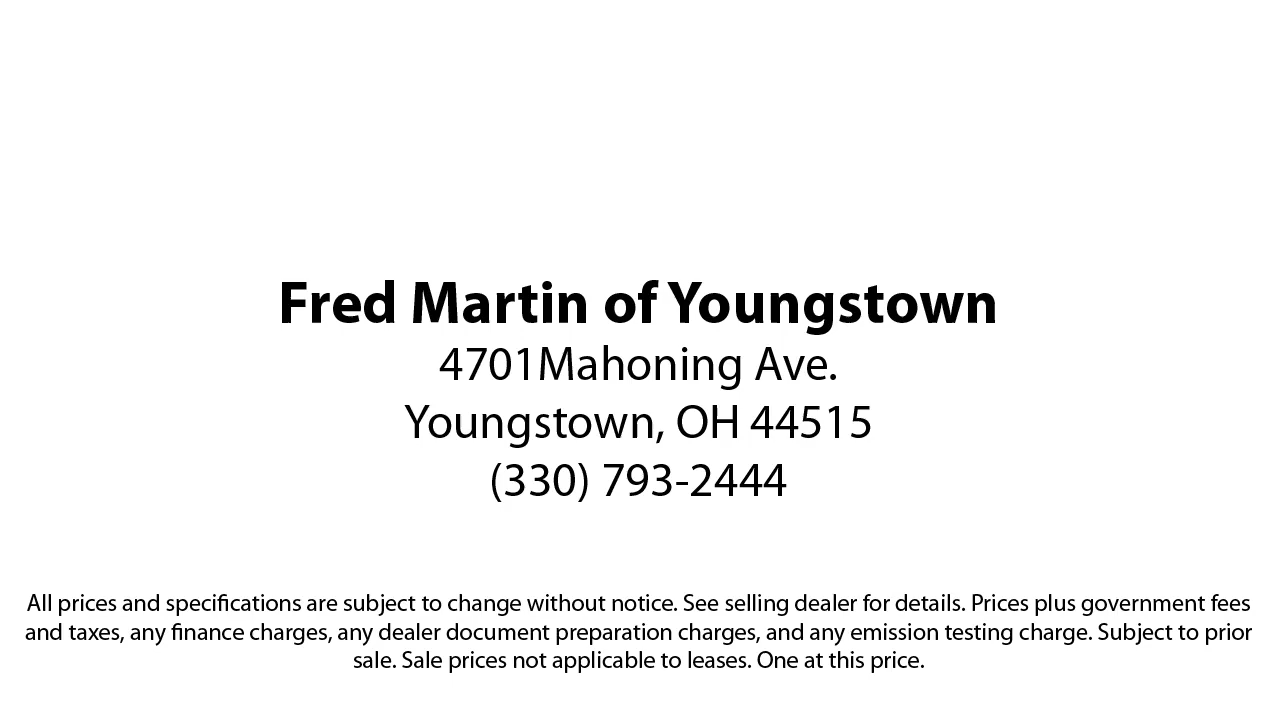 Fred Martin of Youngstown
4701Mahoning Ave.
Youngstown, OH 44515
(330) 793-2444
All prices and specifications are subject to change without notice. See selling dealer for details. Prices plus government fees
and taxes, any finance charges, any dealer document preparation charges, and any emission testing charge. Subject to prior
sale. Sale prices not applicable to leases. One at this price.